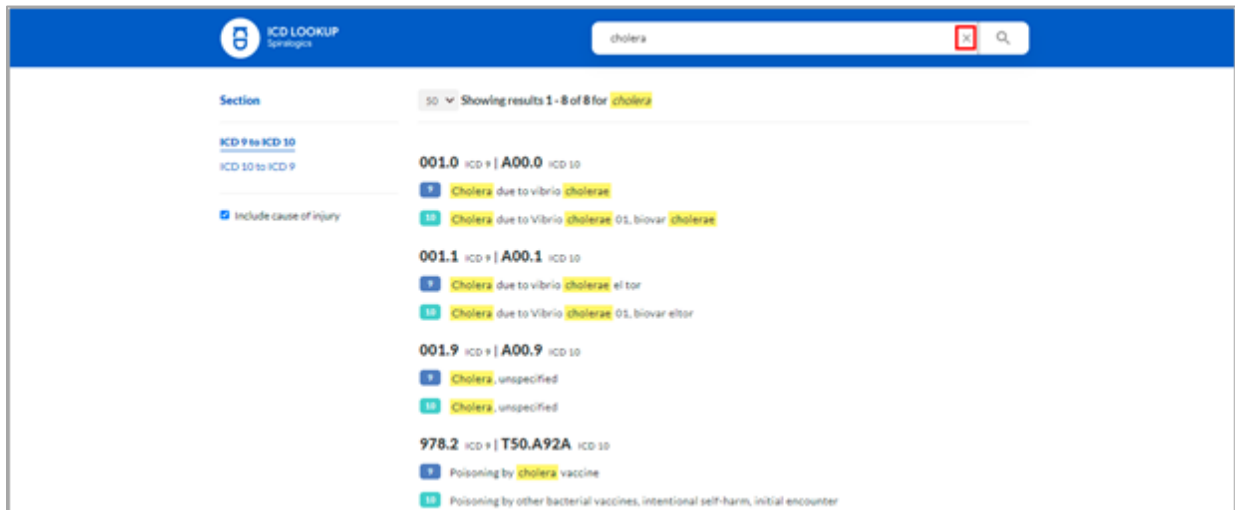 ICD LOOKUP
Spiralogics
cholera
Section
50 Showing results 1 - 8 of 8 for cholera
ICD 9 to ICD 10
ICD 10 to ICD 9
Include cause of injury
001.0 ICD 9 | A00.0 ICD 10
9 Cholera due to vibrio cholerae
10 Cholera due to Vibrio cholerae 01, biovar cholerae
001.1 ICD 9 | A00.1 ICD 10
9 Cholera due to vibrio cholerae el tor
10 Cholera due to Vibrio cholerae 01, biovar eltor
001.9 ICD 9 | A00.9 ICD 10
9 Cholera, unspecified
10 Cholera, unspecified
978.2 ICD 9 | T50.A92A ICD 10
9 Poisoning by cholera vaccine
10 Poisoning by other bacterial vaccines, intentional self-harm, initial encounter